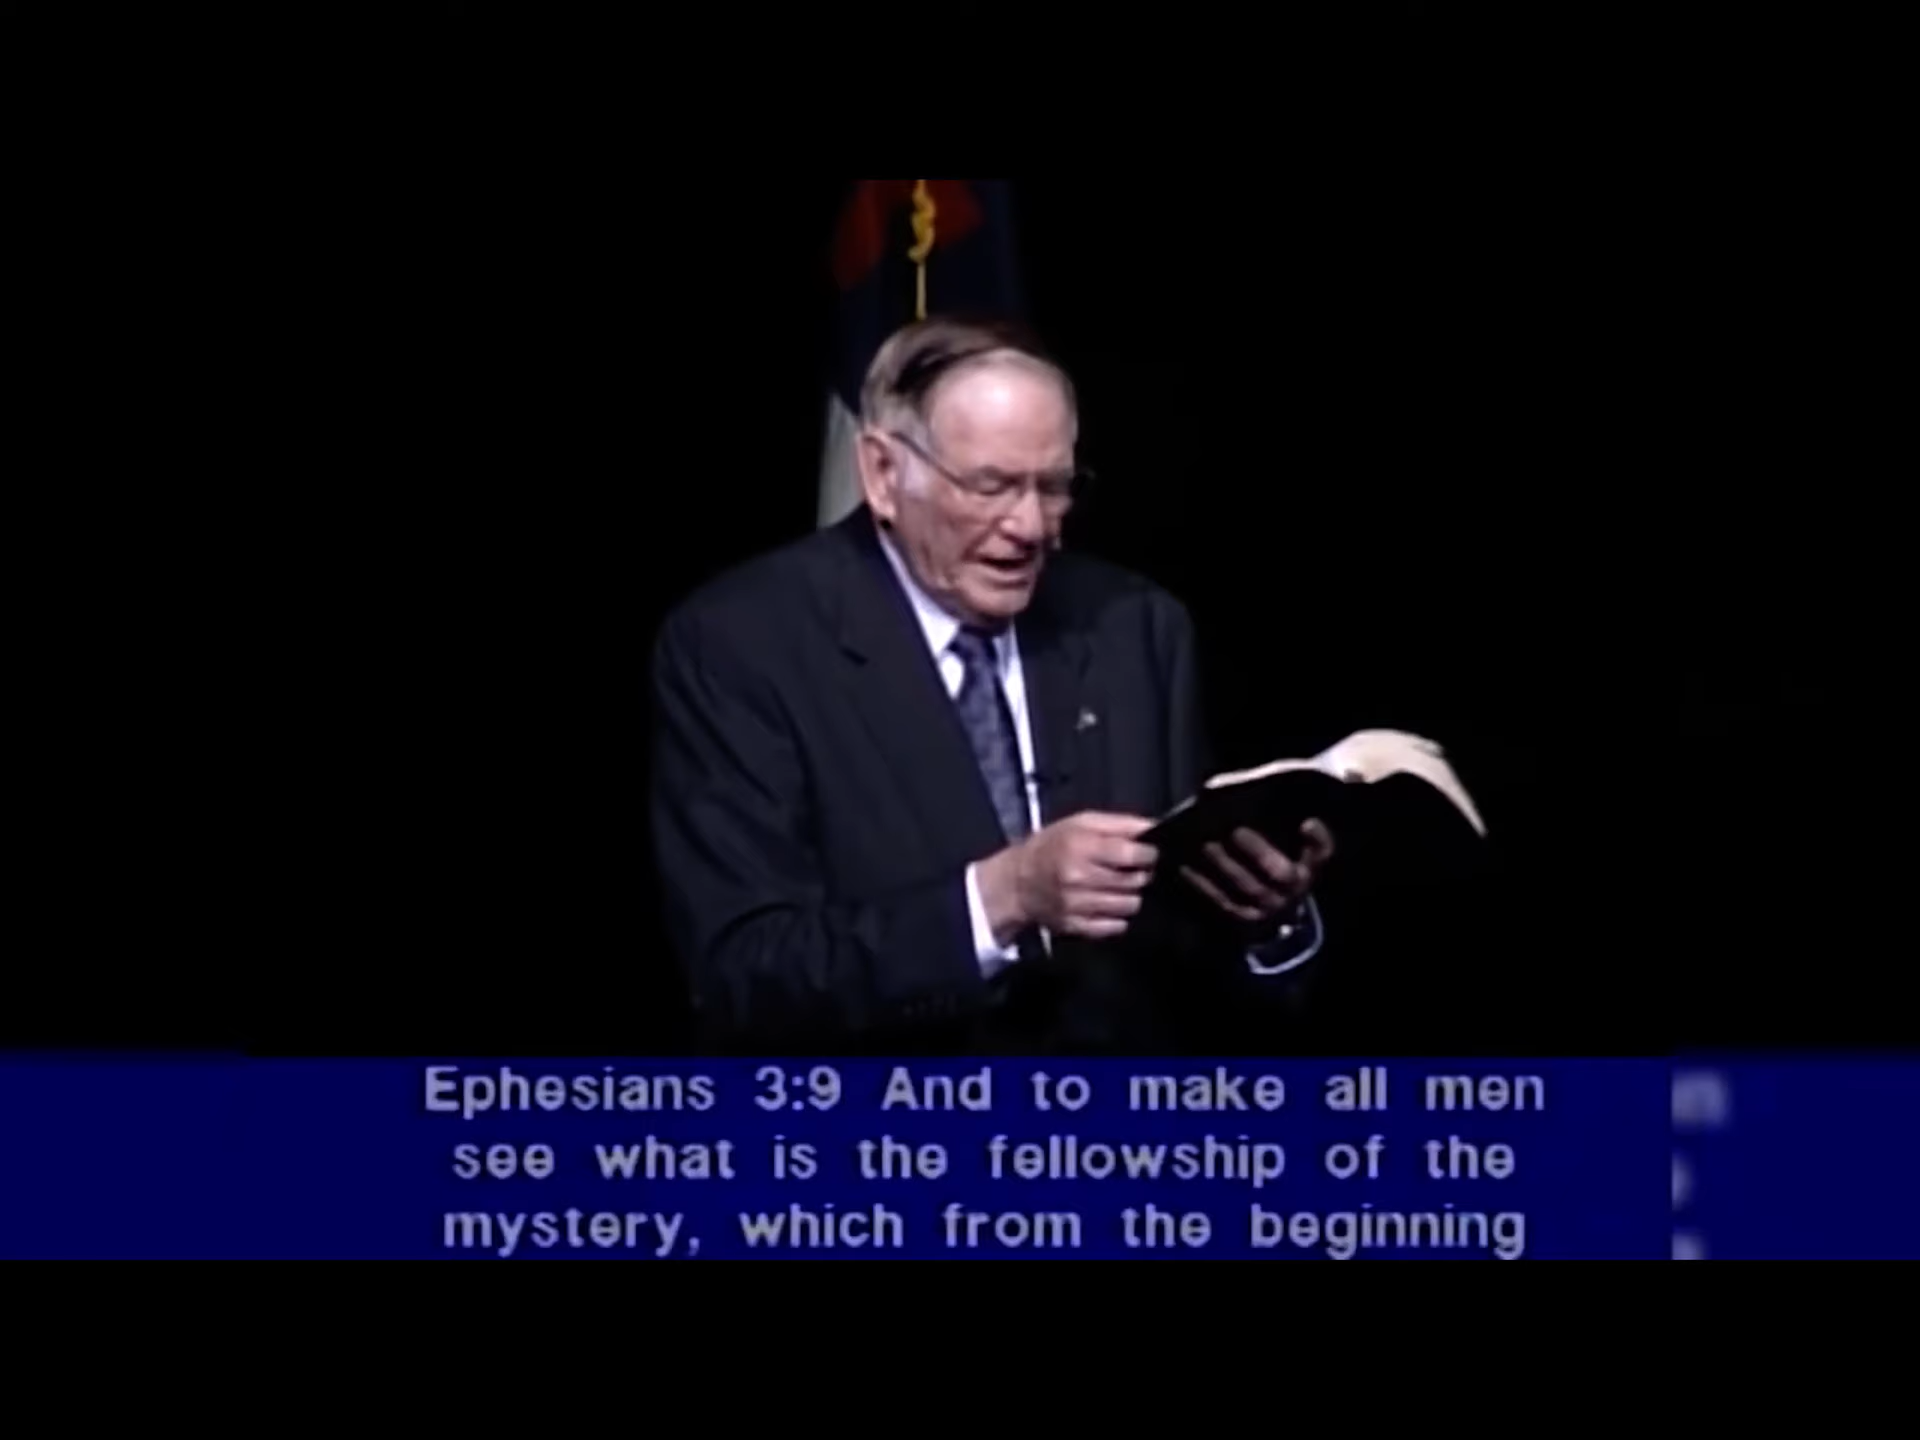 Ephesians 3:9 And to make all men
see what is the fellowship of the
mystery, which from the beginning